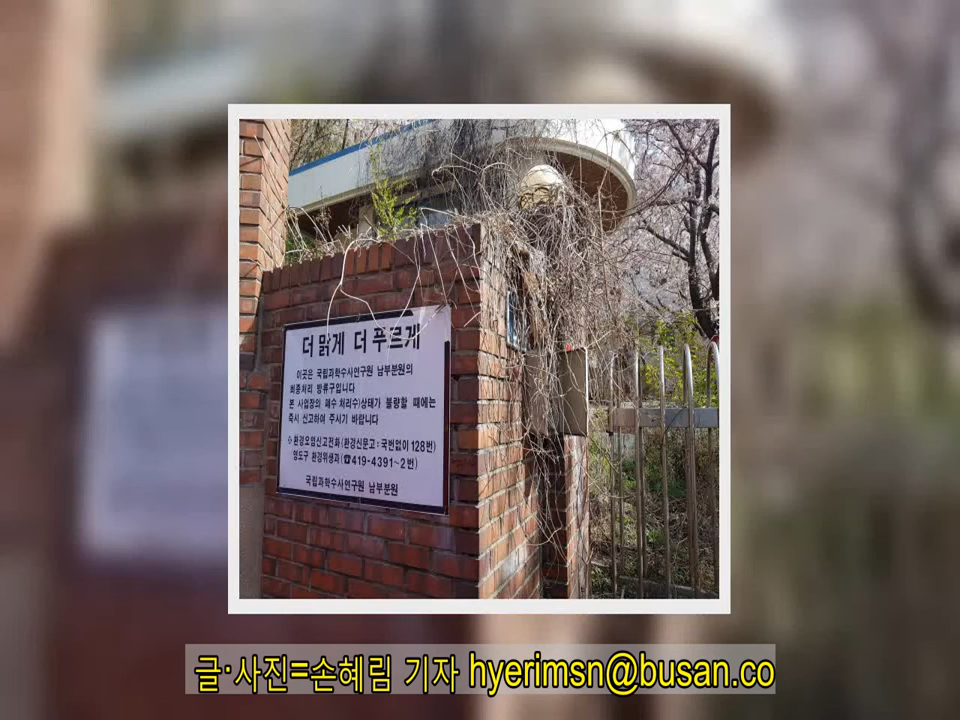 더 맑게 더 푸르게
이곳은 국립과학수사연구원 남부분원의
최종처리 방류구입니다
본 사업장의 폐수처리수)상태가 불량할 때에는
즉시 신고하여 주시기 바랍니다
환경오염신고전화(환경신문고:국번없이 128번)
영도구 환경위생과(☎419-4391~2번)
국립과학수사연구원 남부분원
글·사진=손혜림 기자 hyerimsn@busan.co